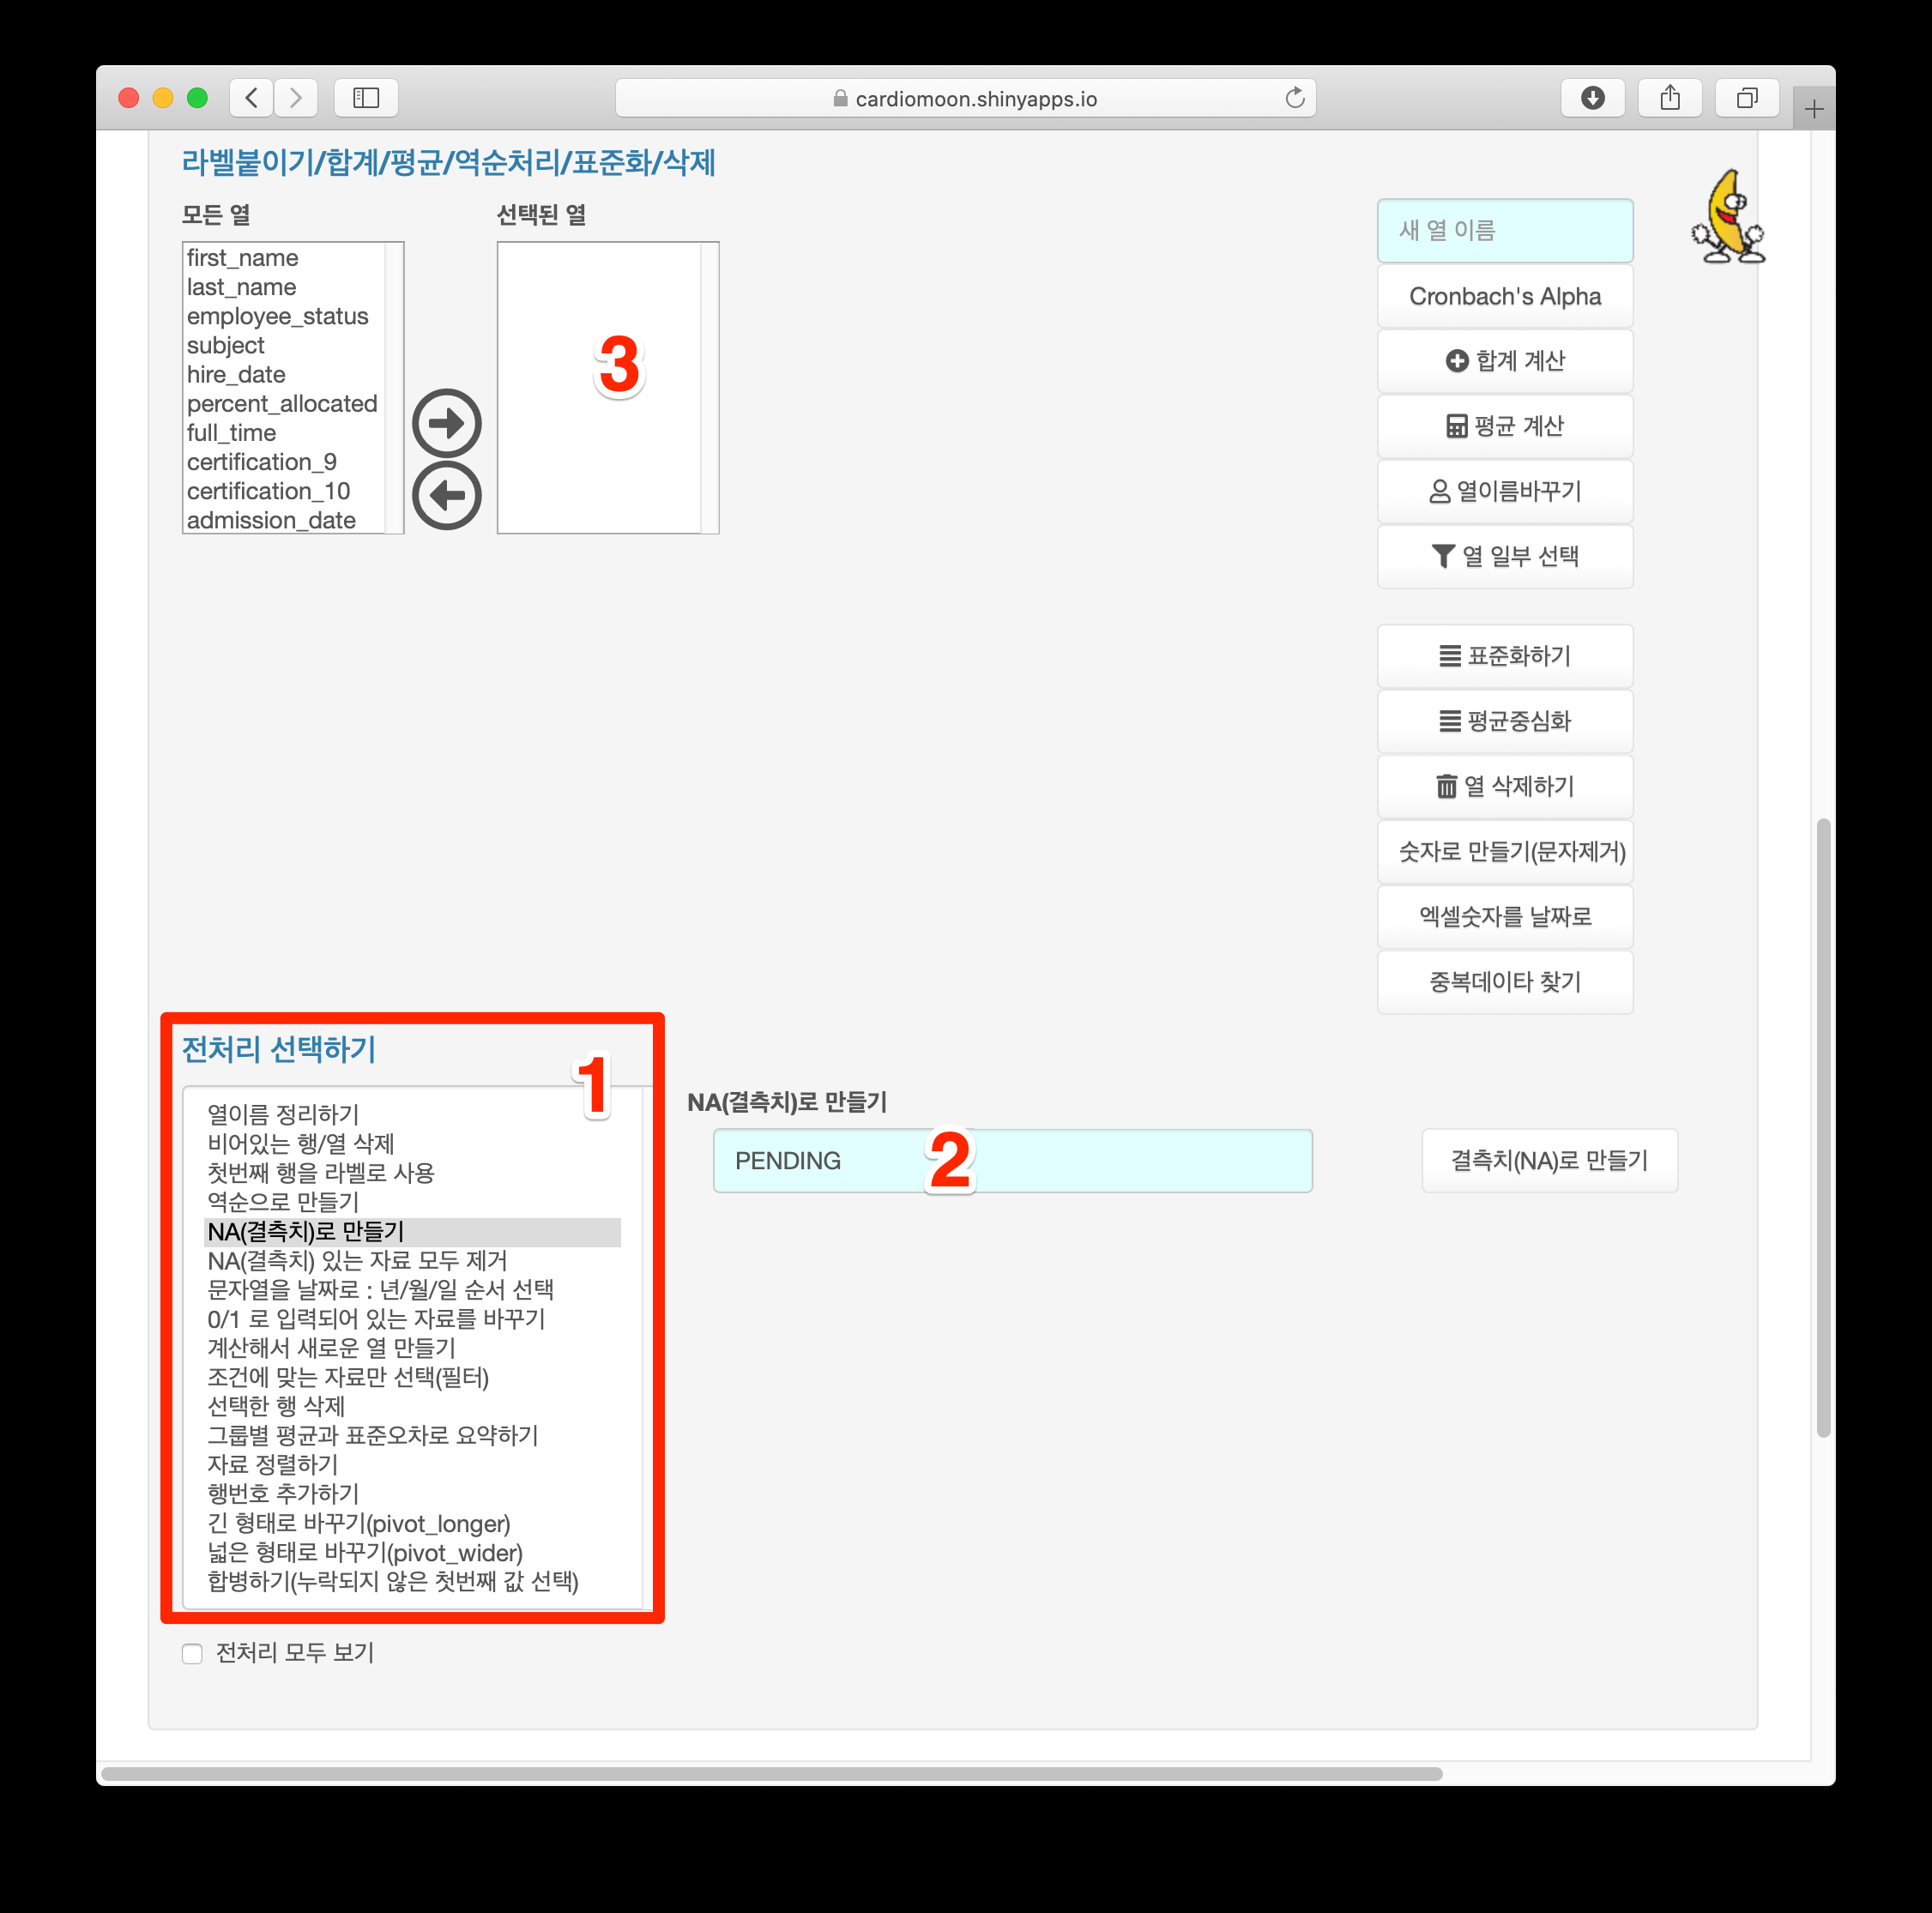 cardiomoon.shinyapps.io
라벨붙이기/합계/평균/역순처리/표준화/삭제
모든 열
선택된 열
first_name
last_name
employee_status
subject
hire_date
percent_allocated
full_time
certification_9
certification_10
admission_date
3
새 열 이름
Cronbach's Alpha
합계 계산
평균 계산
열이름바꾸기
열 일부 선택
표준화하기
평균중심화
열 삭제하기
숫자로 만들기(문자제거)
엑셀숫자를 날짜로
중복데이타 찾기
전처리 선택하기
1
열이름 정리하기
비어있는 행/열 삭제
첫번째 행을 라벨로 사용
역순으로 만들기
NA(결측치)로 만들기
NA(결측치) 있는 자료 모두 제거
문자열을 날짜로 : 년/월/일 순서 선택
0/1 로 입력되어 있는 자료를 바꾸기
계산해서 새로운 열 만들기
조건에 맞는 자료만 선택(필터)
선택한 행 삭제
그룹별 평균과 표준오차로 요약하기
자료 정렬하기
행번호 추가하기
긴 형태로 바꾸기(pivot_longer)
넓은 형태로 바꾸기(pivot_wider)
합병하기(누락되지 않은 첫번째 값 선택)
NA(결측치)로 만들기
PENDING
2
결측치(NA)로 만들기
전처리 모두 보기